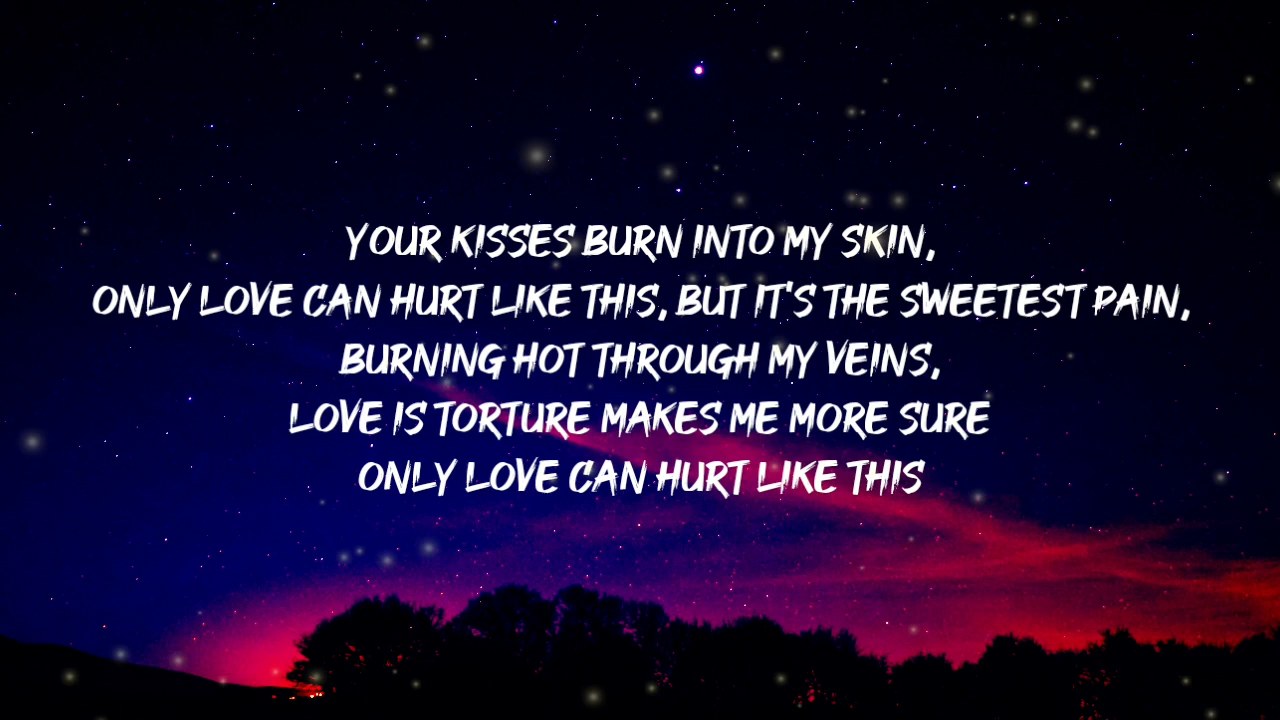 YOUR KISSES BURN INTO MY SKIN,
ONLY LOVE CAN HURT LIKE THIS, BUT IT'S THE SWEETEST PAIN,
BURNING HOT THROUGH MY VEINS,
LOVE IS TORTURE MAKES ME MORE SURE
ONLY LOVE CAN HURT LIKE THIS